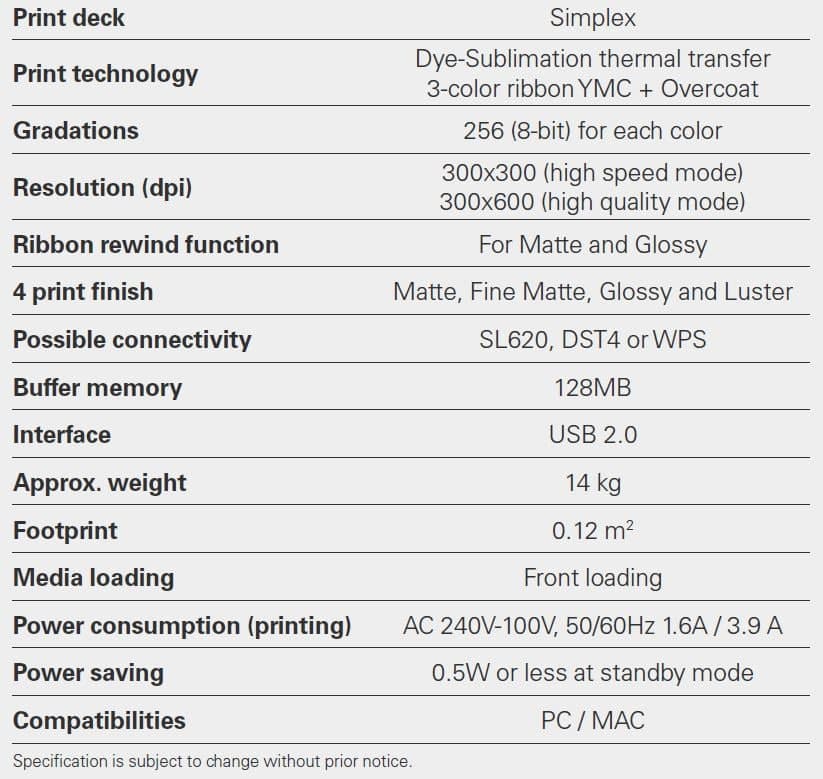 Print deck Simplex
Print technology Dye-Sublimation thermal transfer
3-color ribbon YMC + Overcoat
Gradations 256 (8-bit) for each color
Resolution (dpi) 300x300 (high speed mode)
300x600 (high quality mode)
Ribbon rewind function For Matte and Glossy
4 print finish Matte, Fine Matte, Glossy and Luster
Possible connectivity SL620, DST4 or WPS
Buffer memory 128MB
Interface USB 2.0
Approx. weight 14 kg
Footprint 0.12 m²
Media loading Front loading
Power consumption (printing) AC 240V-100V, 50/60Hz 1.6A / 3.9 A
Power saving 0.5W or less at standby mode
Compatibilities PC / MAC
Specification is subject to change without prior notice.